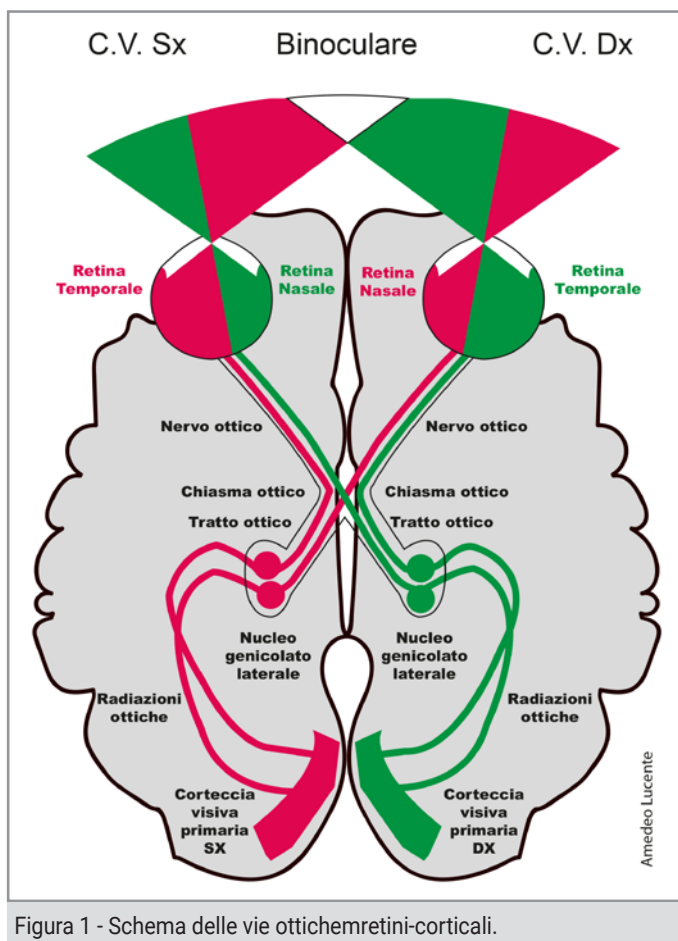 C.V. Sx Binoculare C.V. Dx
Retina
Temporale
Retina
Nasale
Retina
Nasale
Retina
Temporale
Nervo ottico
Nervo ottico
Chiasma ottico
Chiasma ottico
Tratto ottico
Tratto ottico
Nucleo
genicolato
laterale
Nucleo
genicolato
laterale
Radiazioni
ottiche
Radiazioni
ottiche
Corteccia
visiva
primaria
SX
Corteccia
visiva
primaria
DX
Amedeo Lucente
Figura 1 - Schema delle vie ottichemretini-corticali.